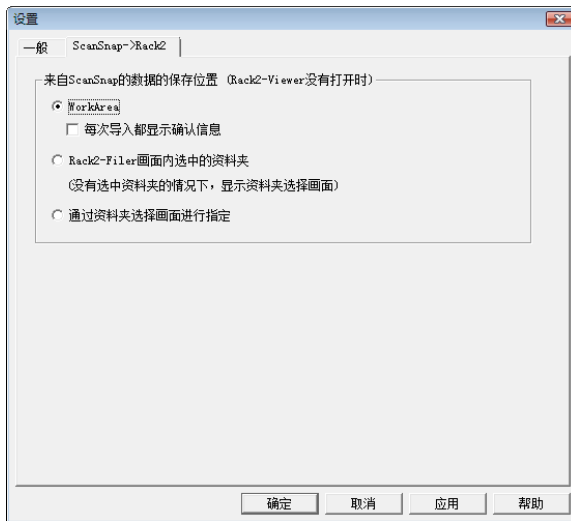 设置
一般 ScanSnap->Rack2
来自ScanSnap的数据的保存位置 (Rack2-Viewer没有打开时)
WorkArea
每次导入都显示确认信息
Rack2-Filer画面内选中的资料夹
(没有选中资料夹的情况下，显示资料夹选择画面)
通过资料夹选择画面进行指定
确定 取消 应用 帮助